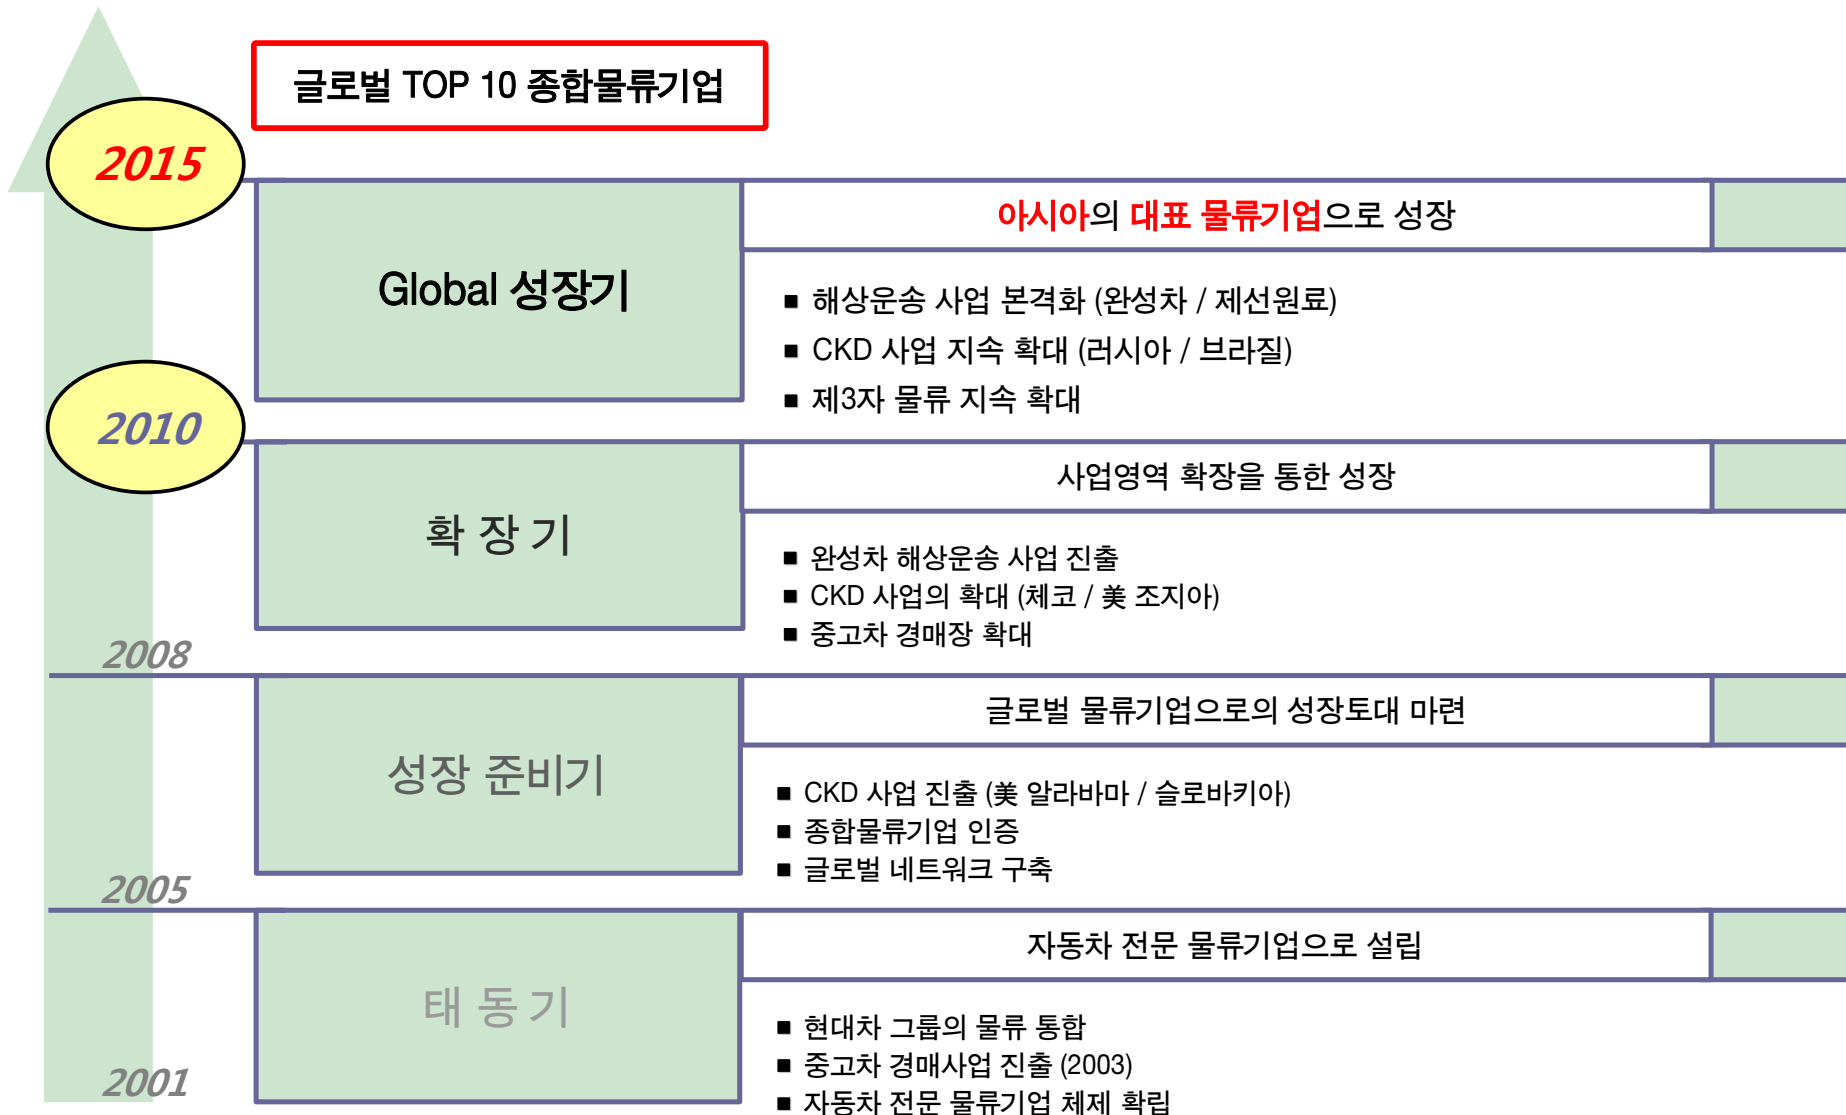 글로벌 TOP 10 종합물류기업
2015
아시아의 대표 물류기업으로 성장
Global 성장기
■ 해상운송 사업 본격화 (완성차 / 제선원료)
■ CKD 사업 지속 확대 (러시아 / 브라질)
■ 제3자 물류 지속 확대
2010
사업영역 확장을 통한 성장
확 장 기
■ 완성차 해상운송 사업 진출
■ CKD 사업의 확대 (체코 / 美 조지아)
■ 중고차 경매장 확대
2008
글로벌 물류기업으로의 성장토대 마련
성장 준비기
■ CKD 사업 진출 (美 알라바마 / 슬로바키아)
■ 종합물류기업 인증
■ 글로벌 네트워크 구축
2005
자동차 전문 물류기업으로 설립
태 동 기
■ 현대차 그룹의 물류 통합
■ 중고차 경매사업 진출 (2003)
■ 자동차 전문 물류기업 체제 확립
2001